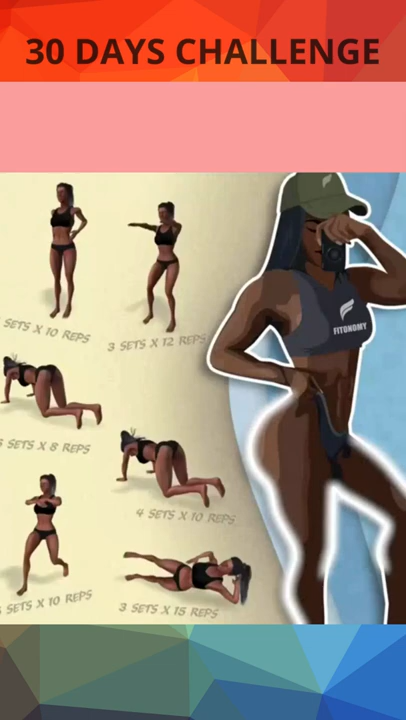 30 DAYS CHALLENGE
FITONOMY
SETS X 10 REPS
3 SETS X 12 REPS
SETS X 8 REPS
4 SETS X 10 REPS
SETS X 10 REPS
3 SETS X 15 REPS